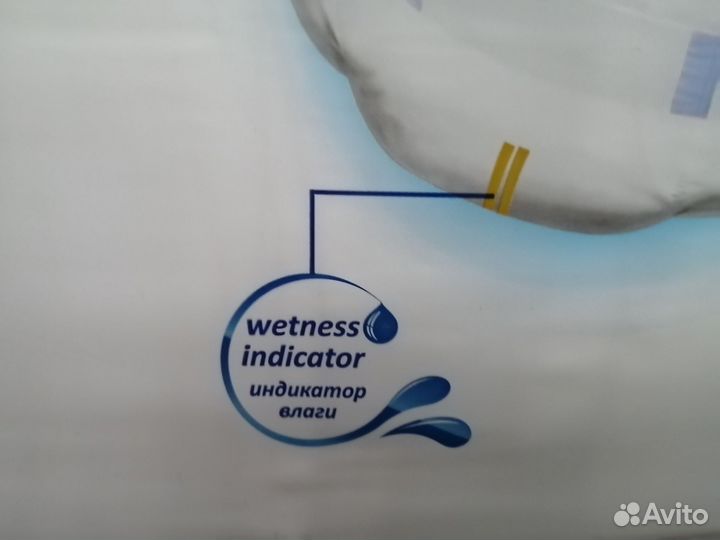 wetness
indicator
индикатор
влаги
Avito